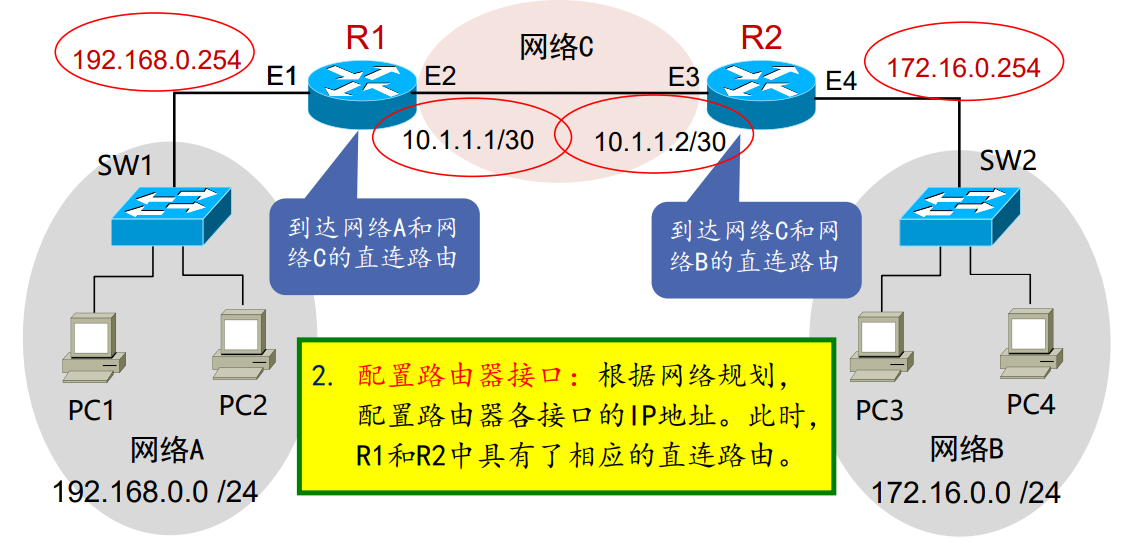 R1
网络C
R2
192.168.0.254
172.16.0.254
E1
E2
E3
E4
10.1.1.1/30
10.1.1.2/30
SW1
SW2
到达网络A和网
络C的直连路由
到达网络C和网
络B的直连路由
2. 配置路由器接口：根据网络规划，
配置路由器各接口的IP地址。此时，
R1和R2中具有了相应的直连路由。
PC1
PC2
PC3
PC4
网络A
192.168.0.0 /24
网络B
172.16.0.0 /24